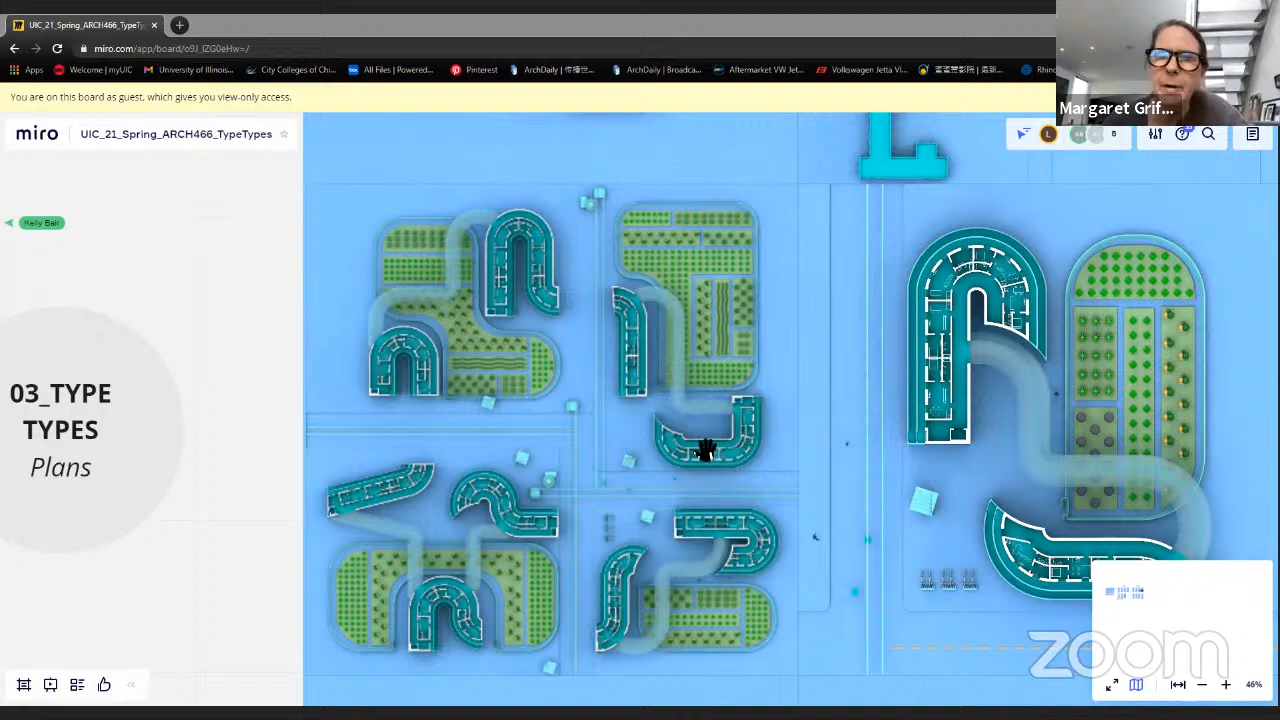 UIC_21_Spring_ARCH466_TypeTy
miro.com/app/board/o9J_lZG0eHw=/
Apps
Welcome | myUIC
University of Illinois...
City Colleges of Chi...
All Files | Powered...
Pinterest
ArchDaily
ArchDaily | Broadca...
Aftermarket VW Jet...
Volkswagen Jetta Vi...
Rhino
You are on this board as guest, which gives you view-only access.
miro
UIC_21_Spring_ARCH466_TypeTypes
L
Margaret Grif...
Kelly Bair
03_TYPE
TYPES
Plans
zoom
46%